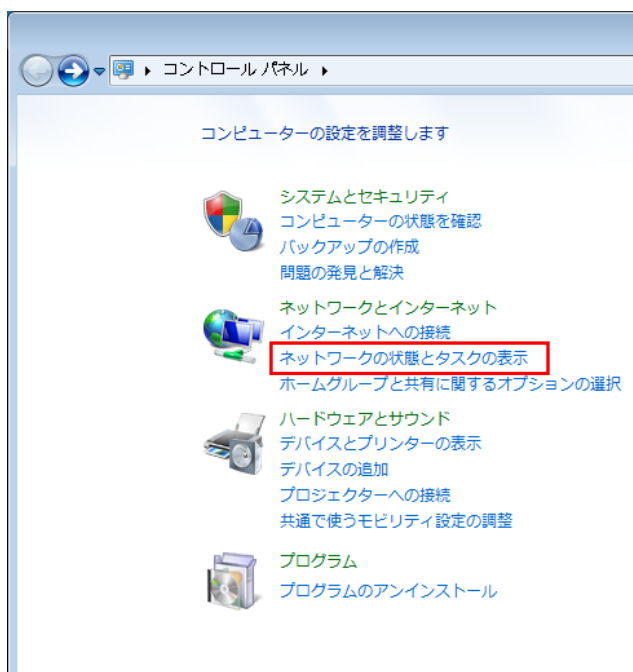 コントロール パネル
コンピューターの設定を調整します
システムとセキュリティ
コンピューターの状態を確認
バックアップの作成
問題の発見と解決
ネットワークとインターネット
インターネットへの接続
ネットワークの状態とタスクの表示
ホームグループと共有に関するオプションの選択
ハードウェアとサウンド
デバイスとプリンターの表示
デバイスの追加
プロジェクターへの接続
共通で使うモビリティ設定の調整
プログラム
プログラムのアンインストール